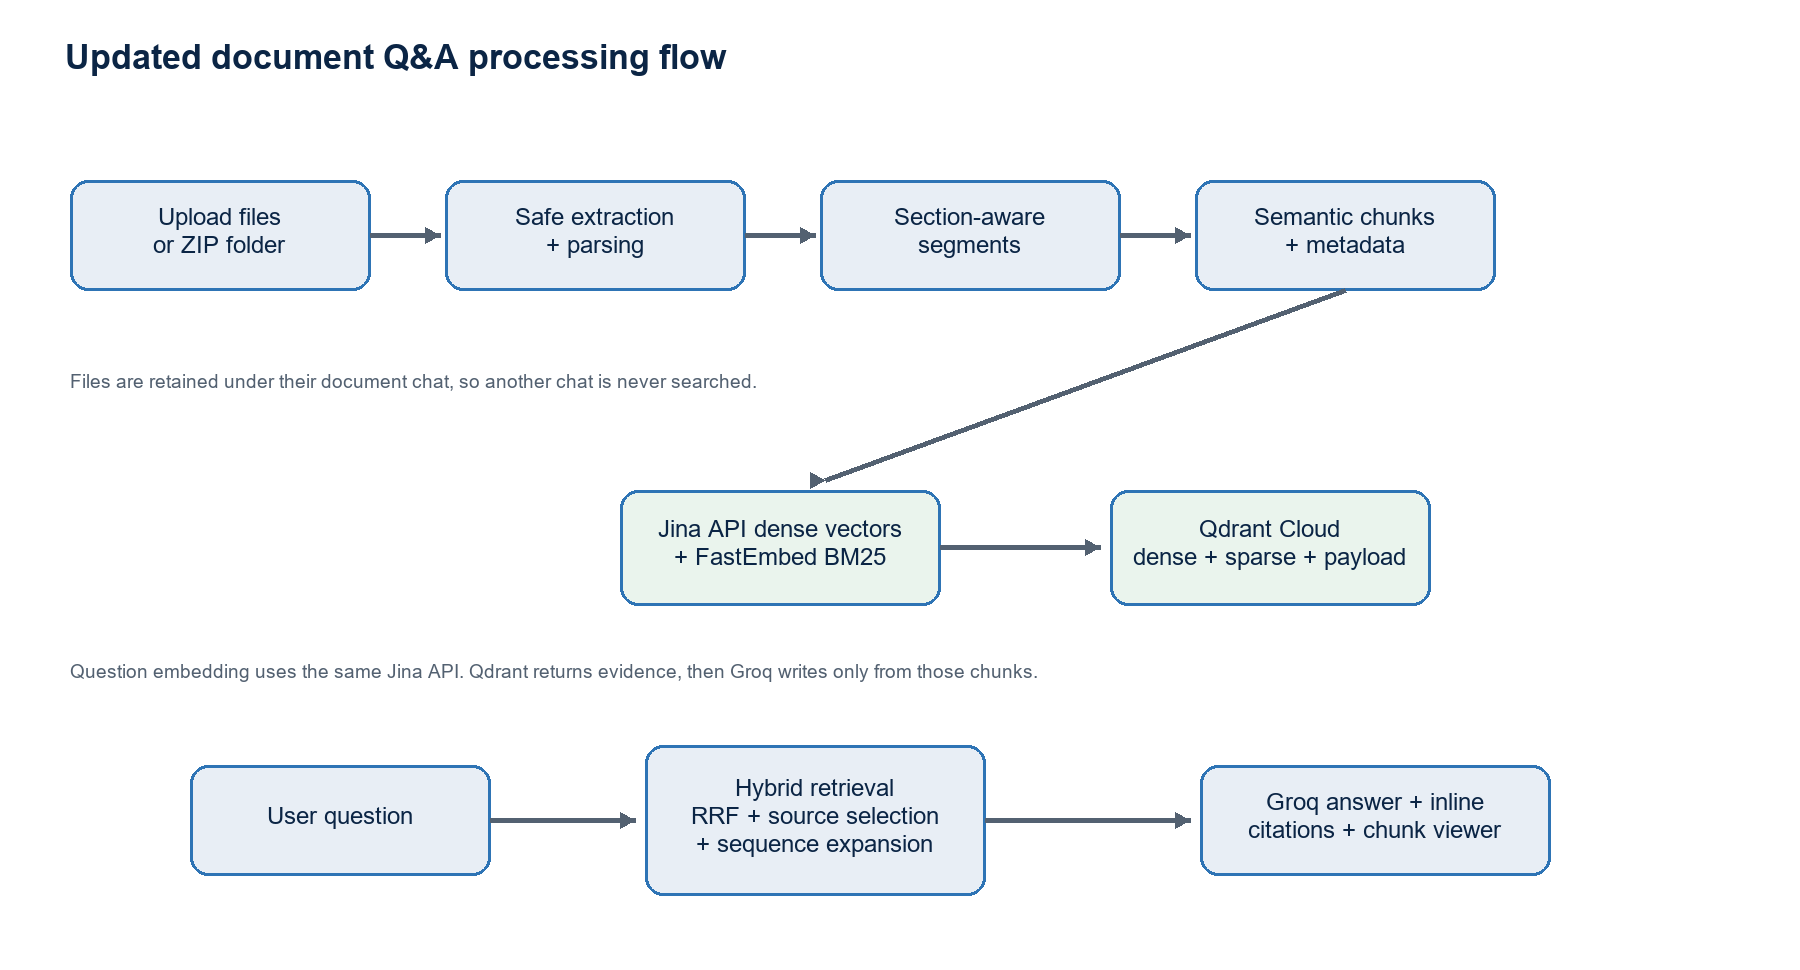 Updated document Q&A processing flow
Upload files
or ZIP folder
Safe extraction
+ parsing
Section-aware
segments
Semantic chunks
+ metadata
Files are retained under their document chat, so another chat is never searched.
Jina API dense vectors
+ FastEmbed BM25
Qdrant Cloud
dense + sparse + payload
Question embedding uses the same Jina API. Qdrant returns evidence, then Groq writes only from those chunks.
User question
Hybrid retrieval
RRF + source selection
+ sequence expansion
Groq answer + inline
citations + chunk viewer